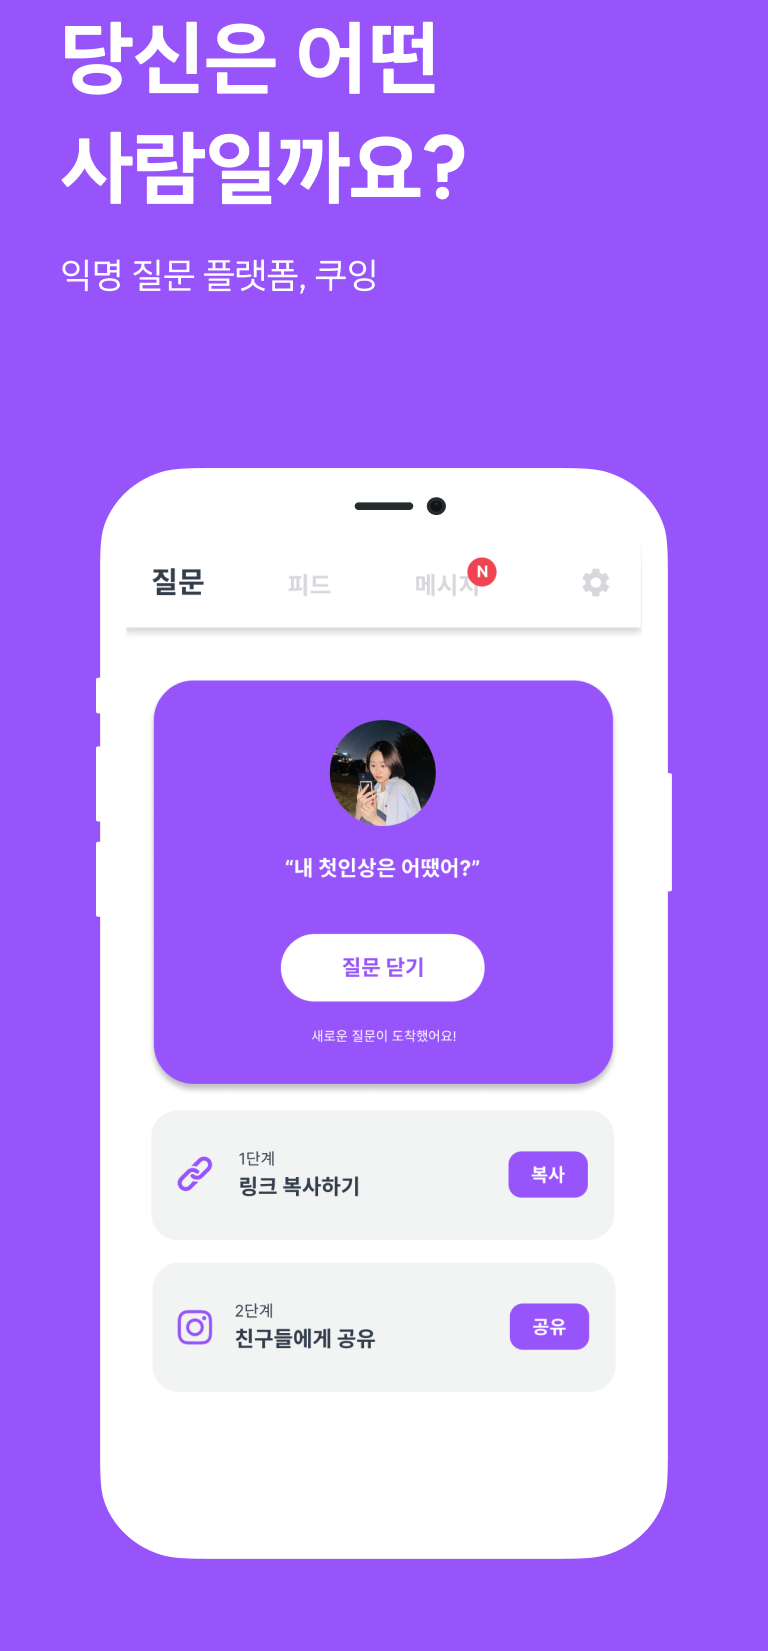 당신은 어떤
사람일까요?
익명 질문 플랫폼, 쿠잉
질문
피드
메시지
N
“내 첫인상은 어땠어?”
질문 닫기
새로운 질문이 도착했어요!
1단계
링크 복사하기
복사
2단계
친구들에게 공유
공유